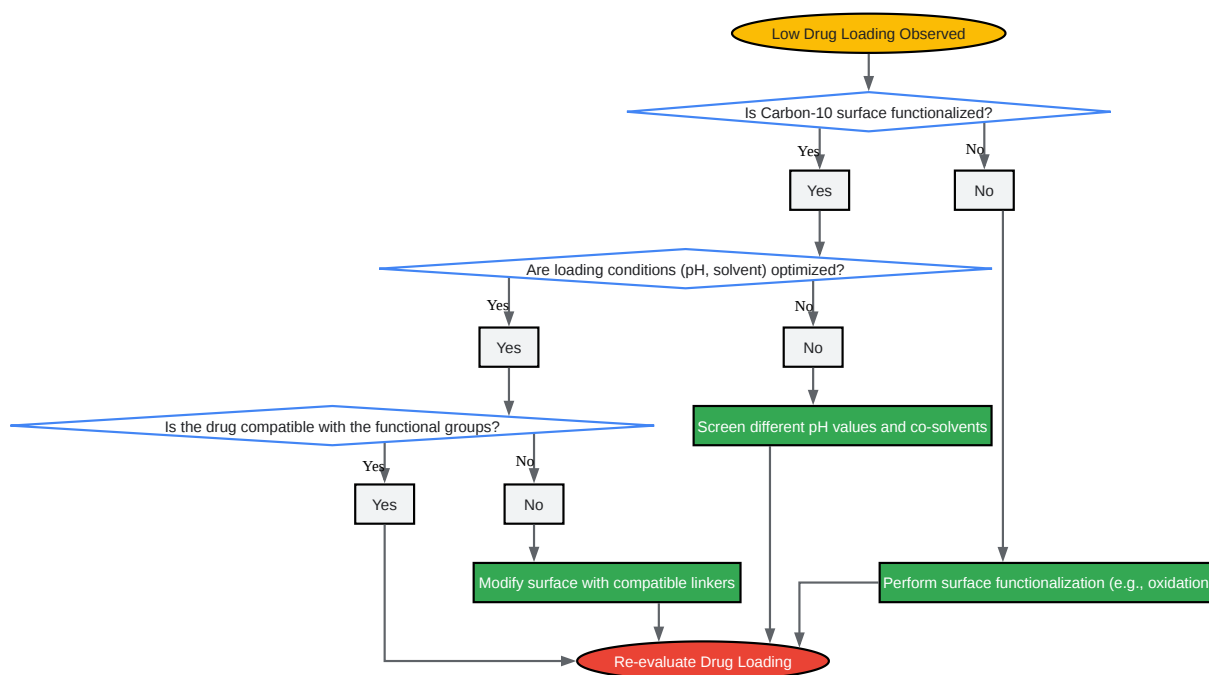 Low Drug Loading Observed
Is Carbon-10 surface functionalized?
Yes
No
Yes
No
Are loading conditions (pH, solvent) optimized?
Yes
No
Yes
No
Is the drug compatible with the functional groups?
Screen different pH values and co-solvents
Yes
No
Yes
No
Modify surface with compatible linkers
Perform surface functionalization (e.g., oxidation
Re-evaluate Drug Loading